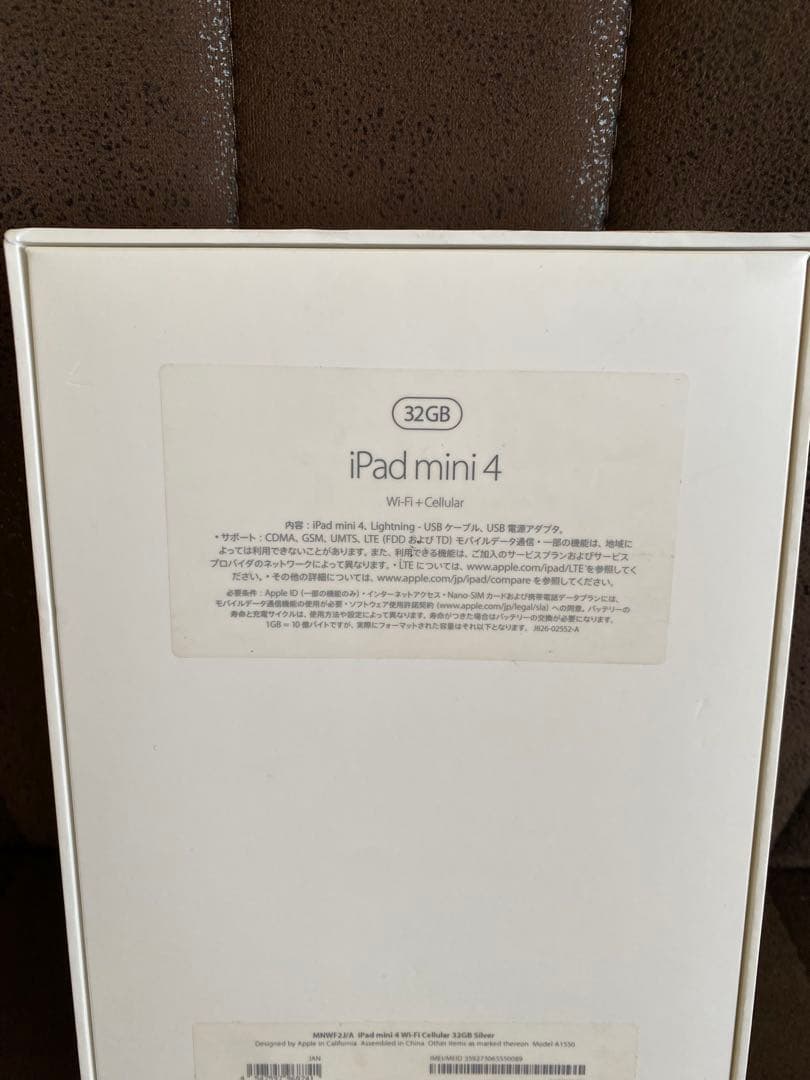 32GB
iPad mini 4
Wi-Fi + Cellular
内容：iPad mini 4、Lightning - USB ケーブル、USB 電源アダプタ。
・サポート：CDMA、GSM、UMTS、LTE (FDD および TD) モバイルデータ通信・一部の機能は、地域に
よっては利用できないことがあります。また、利用できる機能は、ご加入のサービスプランおよびサービス
プロバイダのネットワークによって異なります。・LTE については、www.apple.com/ipad/LTE を参照してく
ださい。・その他の詳細については、www.apple.com/jp/ipad/compare を参照してください。
必要条件：Apple ID (一部の機能のみ)・インターネットアクセス・Nano-SIM カードおよび携帯電話データプランには、
モバイルデータ通信機能の使用が必要・ソフトウェア使用許諾契約 (www.apple.com/jp/legal/sla) への同意。バッテリーの
寿命と充電サイクルは、使用方法や設定によって異なります。寿命がつきた場合はバッテリーの交換が必要になります。
1GB = 10 億バイトですが、実際にフォーマットされた容量はそれ以下となります。 J626-02552-A
MNWF2J/A iPad mini 4 Wi-Fi Cellular 32GB Silver
Designed by Apple in California Assembled in China Other items as marked thereon Model A1550
JAN
IMEI/MEID 359273065550089